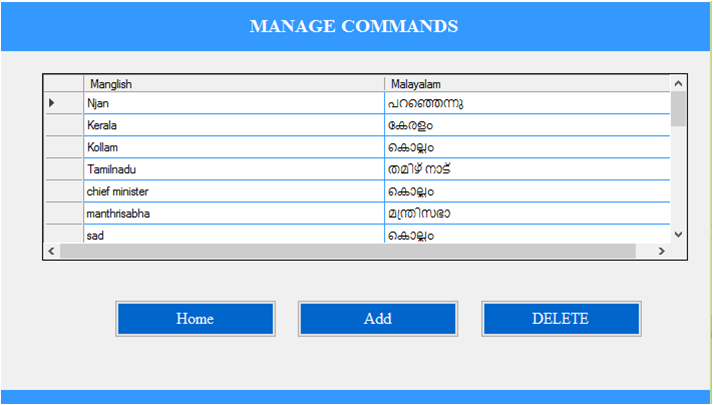 MANAGE COMMANDS
Manglish Malayalam
Njan പറഞ്ഞെന്നു
Kerala കേരളം
Kollam കൊല്ലം
Tamilnadu തമിഴ് നാട്
chief minister കൊല്ലം
manthrisabha മന്ത്രിസഭാ
sad കൊല്ലം
Home Add DELETE